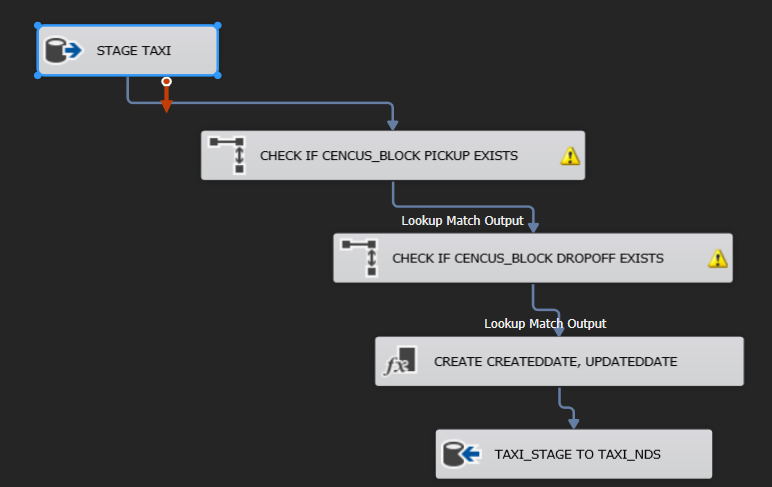 STAGE TAXI
CHECK IF CENCUS_BLOCK PICKUP EXISTS
Lookup Match Output
CHECK IF CENCUS_BLOCK DROPOFF EXISTS
Lookup Match Output
fx
CREATE CREATEDDATE, UPDATEDDATE
TAXI_STAGE TO TAXI_NDS